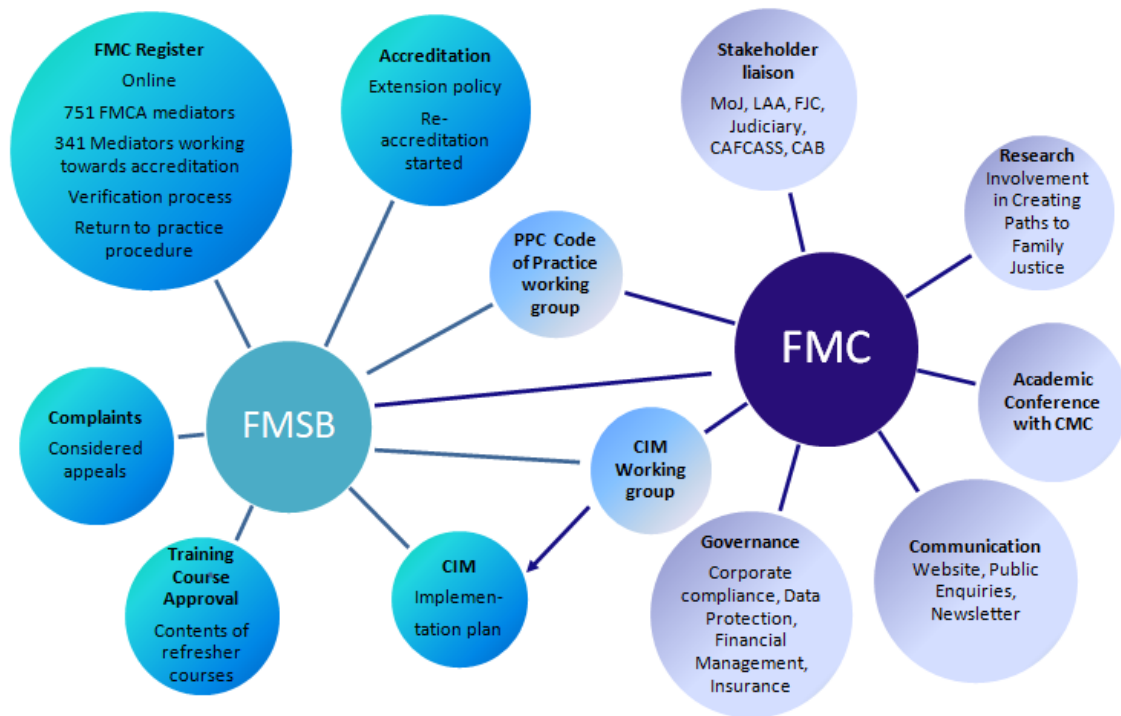 FMC Register
Online
751 FMCA mediators
341 Mediators working
towards accreditation
Verification process
Return to practice
procedure
Accreditation
Extension policy
Re-
accreditation
started
Stakeholder
liaison
MoJ, LAA, FJC,
Judiciary,
CAFCASS, CAB
Research
Involvement
in Creating
Paths to
Family
Justice
PPC Code
of Practice
working
group
FMC
FMSB
Academic
Conference
with CMC
Complaints
Considered
appeals
CIM
Working
group
Training
Course
Approval
Contents of
refresher
courses
CIM
Implemen-
tation plan
Governance
Corporate
compliance, Data
Protection,
Financial
Management,
Insurance
Communication
Website, Public
Enquiries,
Newsletter